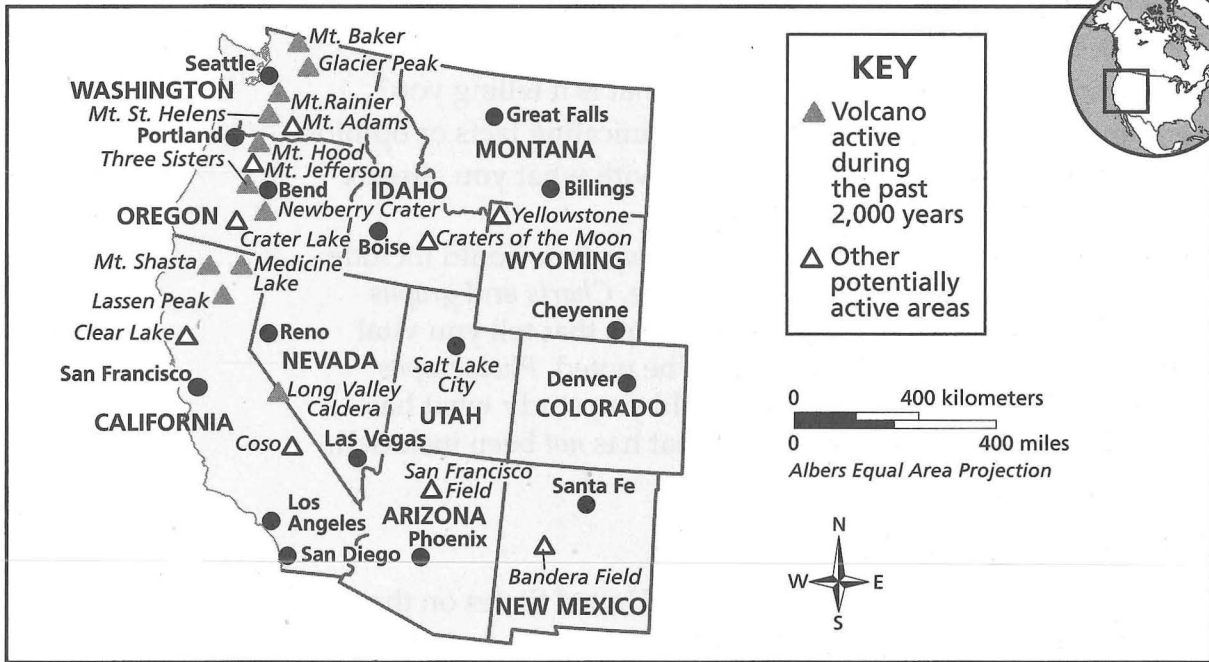 Mt. Baker
Seattle
Glacier Peak
WASHINGTON
Mt. St. Helens
Mt.Rainier
Mt. Adams
Portland
Three Sisters
Mt. Hood
Mt. Jefferson
Bend
IDAHO
OREGON
Newberry Crater
Crater Lake
Boise
Great Falls
MONTANA
Billings
Yellowstone
Craters of the Moon
WYOMING
Mt. Shasta
Medicine
Lake
Lassen Peak
Clear Lake
Reno
NEVADA
Cheyenne
Salt Lake
City
San Francisco
Long Valley
Caldera
UTAH
Denver
COLORADO
CALIFORNIA
Coso
Las Vegas
San Francisco
Field
Santa Fe
Los
Angeles
ARIZONA
Phoenix
San Diego
Bandera Field
NEW MEXICO
KEY
Volcano
active
during
the past
2,000 years
Other
potentially
active areas
0 400 kilometers
0 400 miles
Albers Equal Area Projection
N
W E
S